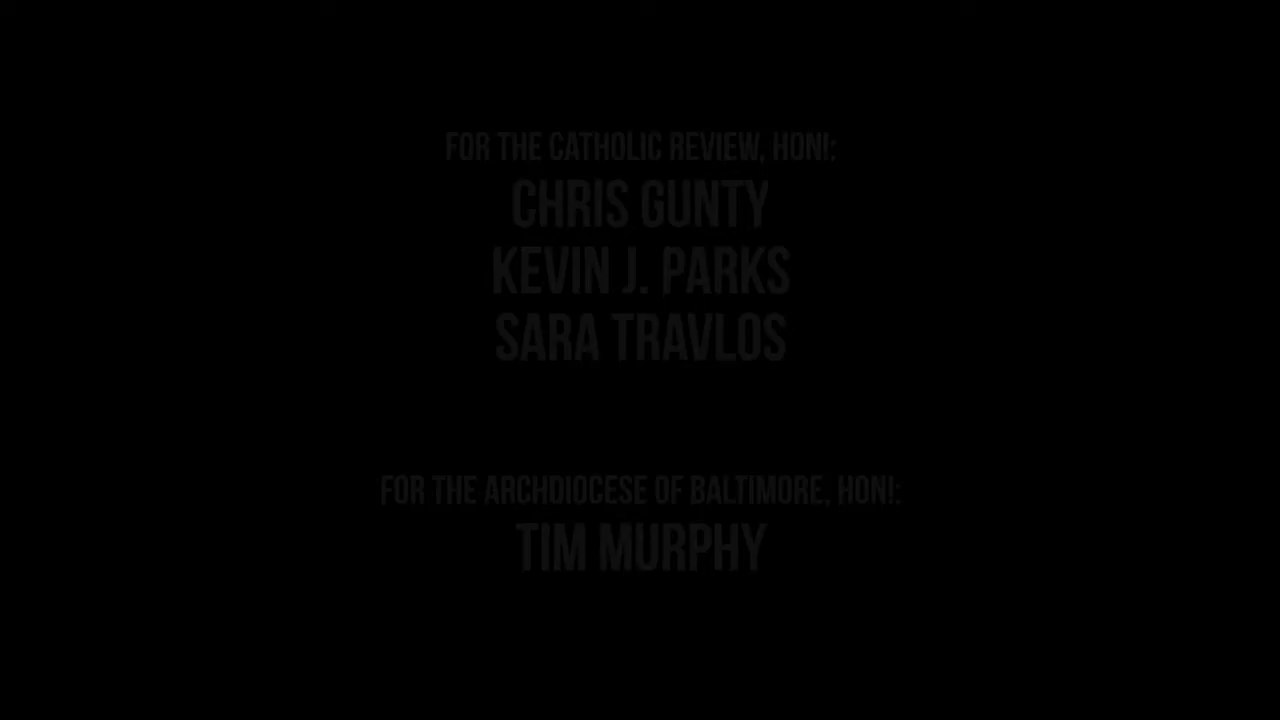 FOR THE CATHOLIC REVIEW, HON!:
CHRIS GUNTY
KEVIN J. PARKS
SARA TRAVLOS
FOR THE ARCHDIOCESE OF BALTIMORE, HON!:
TIM MURPHY